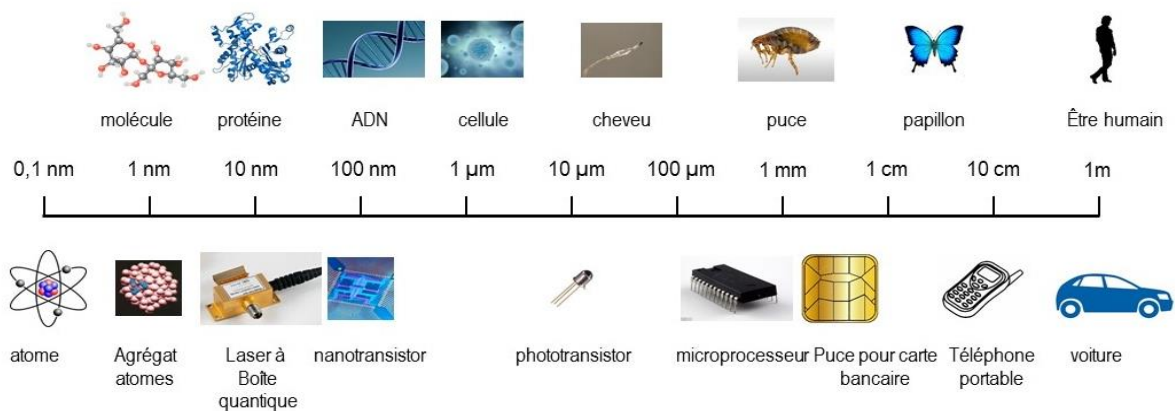 molécule protéine ADN cellule cheveu puce papillon Être humain
0,1 nm 1 nm 10 nm 100 nm 1 µm 10 µm 100 µm 1 mm 1 cm 10 cm 1m
atome Agrégat Laser à nanotransistor phototransistor microprocesseur Puce pour carte Téléphone voiture
atomes Boîte bancaire portable
quantique